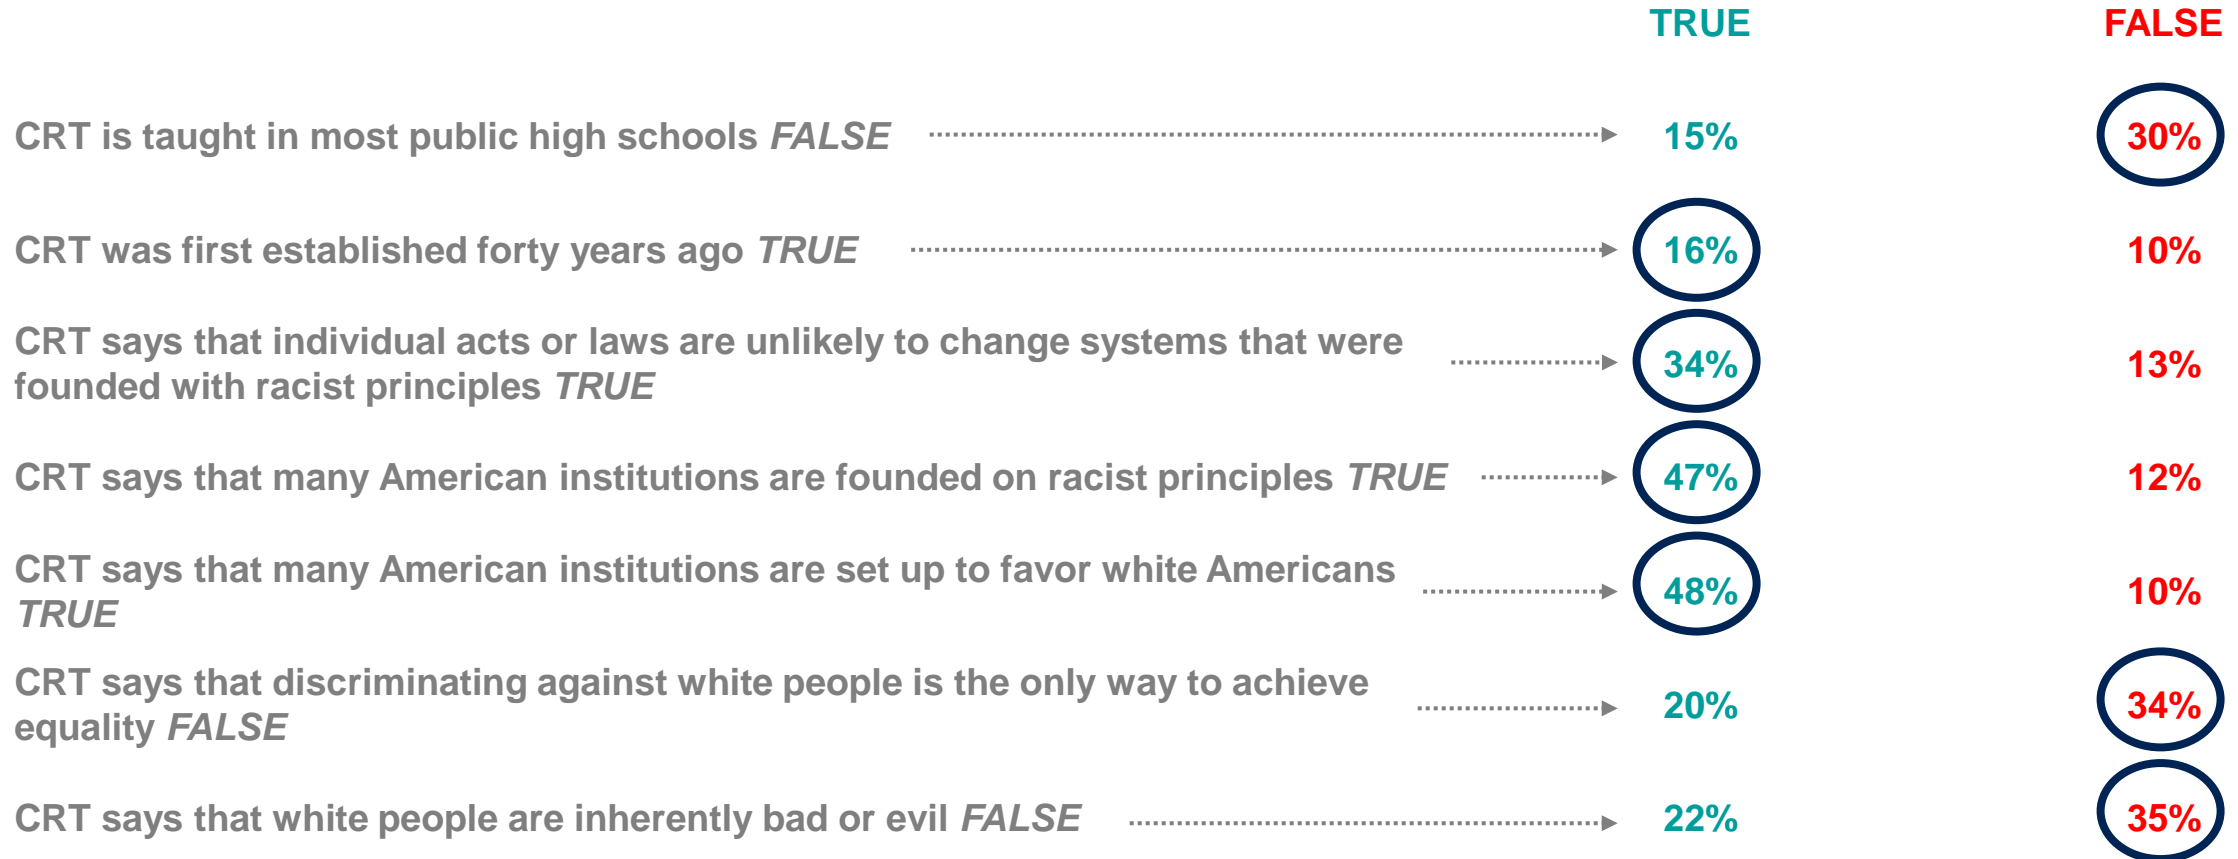 TRUE FALSE
CRT is taught in most public high schools FALSE 15% 30%
CRT was first established forty years ago TRUE 16% 10%
CRT says that individual acts or laws are unlikely to change systems that were
founded with racist principles TRUE 34% 13%
CRT says that many American institutions are founded on racist principles TRUE 47% 12%
CRT says that many American institutions are set up to favor white Americans
TRUE 48% 10%
CRT says that discriminating against white people is the only way to achieve
equality FALSE 20% 34%
CRT says that white people are inherently bad or evil FALSE 22% 35%